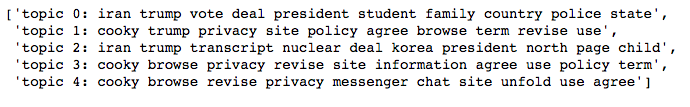 ['topic 0: iran trump vote deal president student family country police state',
'topic 1: cooky trump privacy site policy agree browse term revise use',
'topic 2: iran trump transcript nuclear deal korea president north page child',
'topic 3: cooky browse privacy revise site information agree use policy term',
'topic 4: cooky browse revise privacy messenger chat site unfold use agree']